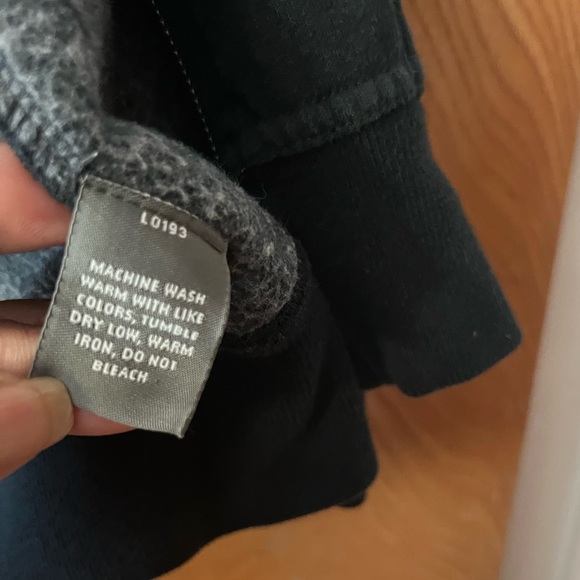 L0193
MACHINE WASH
WARM WITH LIKE
COLORS, TUMBLE
DRY LOW, WARM
IRON, DO NOT
BLEACH